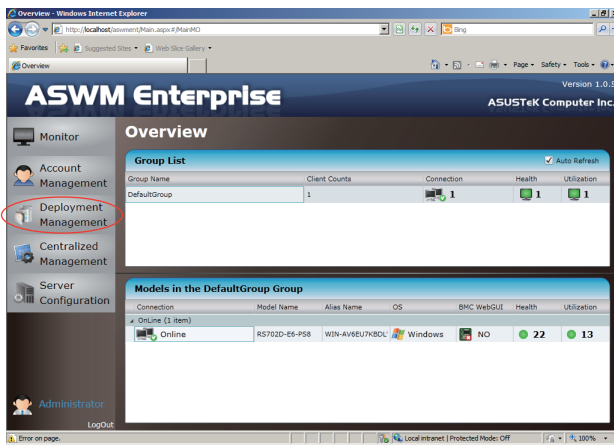 Overview - Windows Internet Explorer
http://localhost/aswment/Main.aspx#/MainMO
Bing
Favorites
Suggested Sites
Web Slice Gallery
Overview
Page
Safety
Tools
ASWM Enterprise
Version 1.0.5
ASUSTeK Computer Inc.
Monitor
Account
Management
Deployment
Management
Centralized
Management
Server
Configuration
Administrator
LogOut
Overview
Group List
Auto Refresh
Group Name Client Counts Connection Health Utilization
DefaultGroup 1 1 1 1
Models in the DefaultGroup Group
Connection Model Name Alias Name OS BMC WebGUI Health Utilization
OnLine (1 item)
Online RS702D-E6-PS8 WIN-AV6EU7KBDL' Windows NO 22 13
Error on page.
Local intranet | Protected Mode: Off
100%